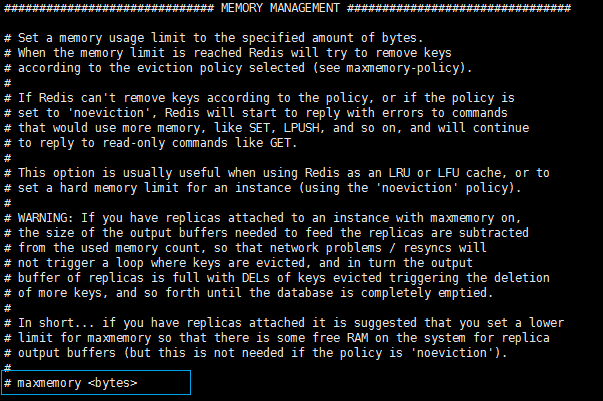 ############################## MEMORY MANAGEMENT ################################
# Set a memory usage limit to the specified amount of bytes.
# When the memory limit is reached Redis will try to remove keys
# according to the eviction policy selected (see maxmemory-policy).
#
# If Redis can't remove keys according to the policy, or if the policy is
# set to 'noeviction', Redis will start to reply with errors to commands
# that would use more memory, like SET, LPUSH, and so on, and will continue
# to reply to read-only commands like GET.
#
# This option is usually useful when using Redis as an LRU or LFU cache, or to
# set a hard memory limit for an instance (using the 'noeviction' policy).
#
# WARNING: If you have replicas attached to an instance with maxmemory on,
# the size of the output buffers needed to feed the replicas are subtracted
# from the used memory count, so that network problems / resyncs will
# not trigger a loop where keys are evicted, and in turn the output
# buffer of replicas is full with DELs of keys evicted triggering the deletion
# of more keys, and so forth until the database is completely emptied.
#
# In short... if you have replicas attached it is suggested that you set a lower
# limit for maxmemory so that there is some free RAM on the system for replica
# output buffers (but this is not needed if the policy is 'noeviction').
#
# maxmemory <bytes>